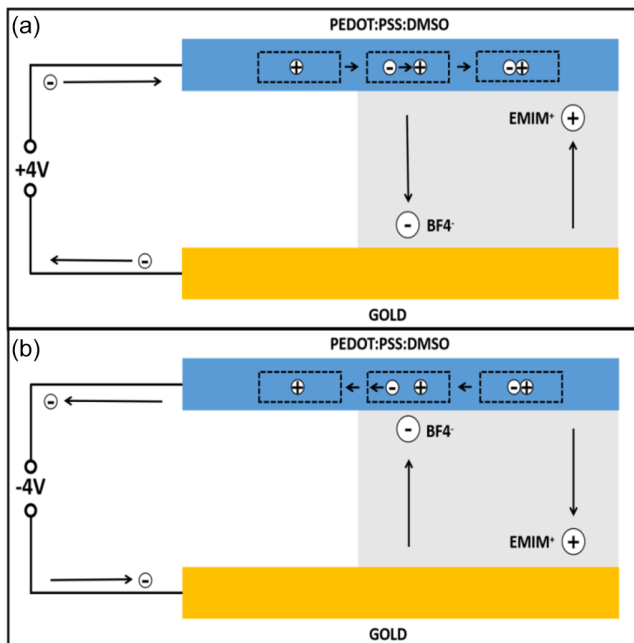 (a)
PEDOT:PSS:DMSO
- + - + - +
-
EMIM⁺ +
+4V
- BF4⁻
-
GOLD
(b)
PEDOT:PSS:DMSO
+ - + - +
-
- BF4⁻
-4V
EMIM⁺ +
-
GOLD